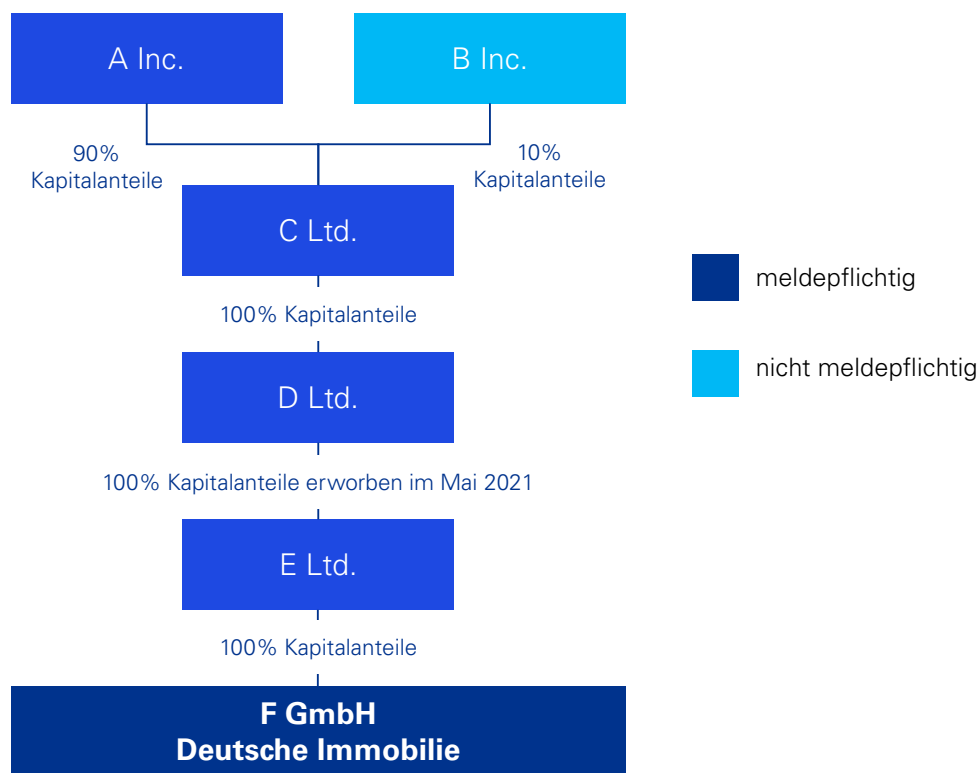 A Inc.
B Inc.
90%
Kapitalanteile
10%
Kapitalanteile
C Ltd.
meldepflichtig
100% Kapitalanteile
nicht meldepflichtig
D Ltd.
100% Kapitalanteile erworben im Mai 2021
E Ltd.
100% Kapitalanteile
F GmbH
Deutsche Immobilie